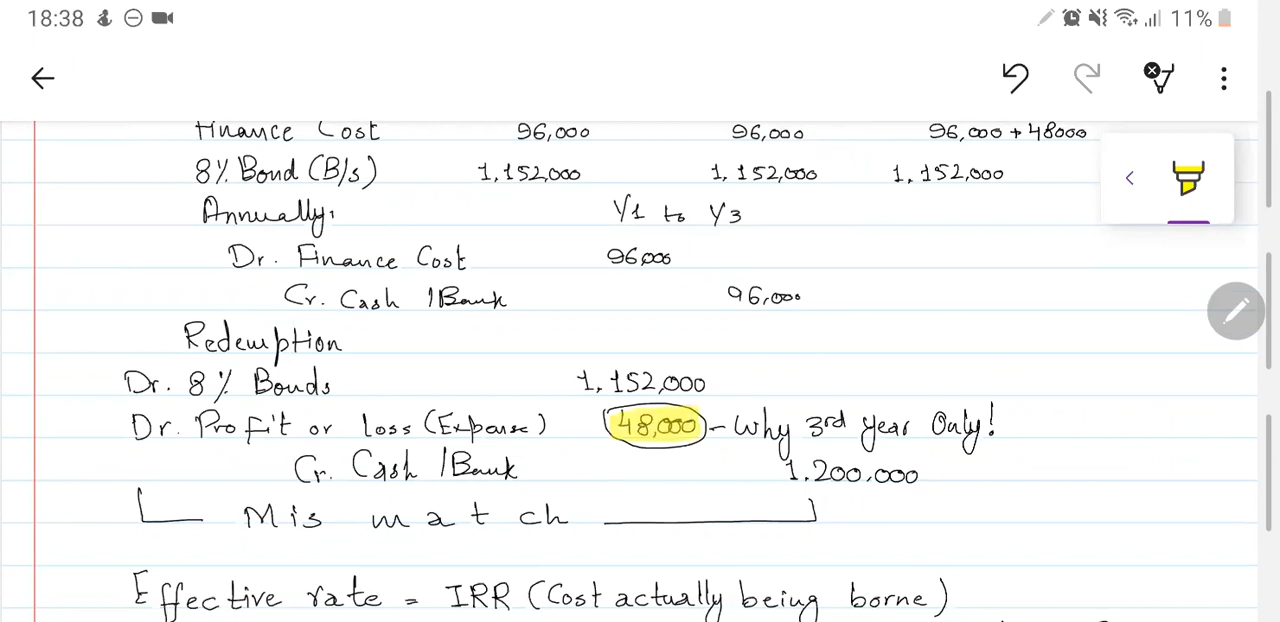 18:38 11%
Finance Cost 96,000 96,000 96,000 + 48000
8% Bond (B/s) 1,152,000 1,152,000 1,152,000
Annually: Y1 to Y3
Dr. Finance Cost 96,000
Cr. Cash /Bank 96,000
Redemption
Dr. 8% Bonds 1,152,000
Dr. Profit or loss (Expense) 48,000 - Why 3rd year Only!
Cr. Cash /Bank 1.200.000
Mis match
Effective rate = IRR (Cost actually being borne)